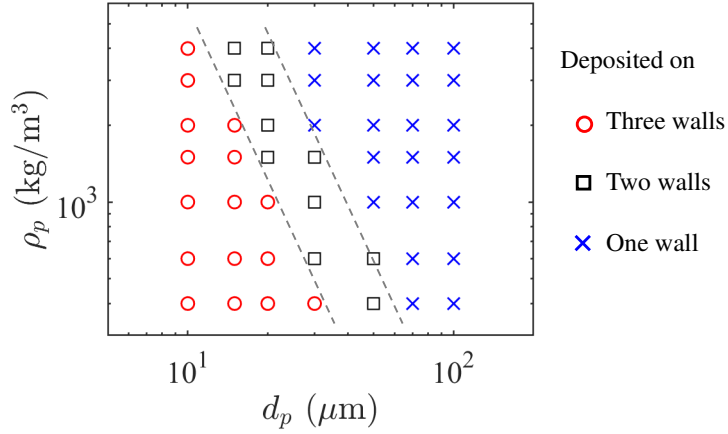 ρₚ (kg/m³)
10³
10¹
10²
dₚ (μm)
Deposited on
Three walls
Two walls
One wall